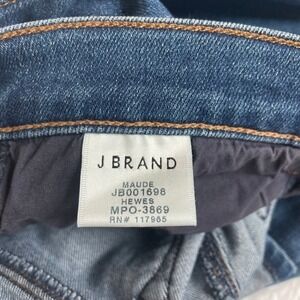 J BRAND
MAUDE
JB001698
HEWES
MPO-3869
RN# 117965